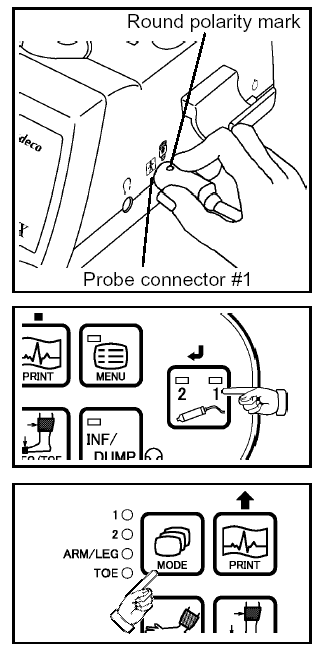 Round polarity mark
deco
Probe connector #1
PRINT
MENU
2 1
INF/
DUMP
1
2
ARM/LEG
TOE
MODE
PRINT